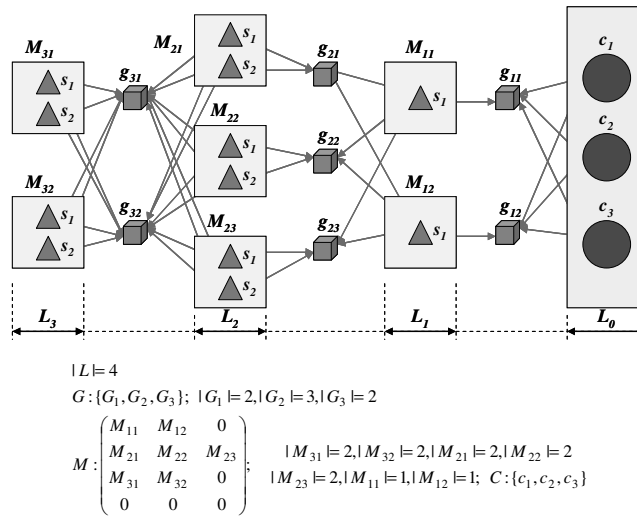 M31
s1
s2
M32
s1
s2
g31
g32
M21
s1
s2
M22
s1
s2
M23
s1
s2
g21
g22
g23
M11
s1
M12
s1
g11
g12
c1
c2
c3
L3 L2 L1 L0
|L|=4
G:{G1,G2,G3}; |G1|=2,|G2|=3,|G3|=2
M: ( M11 M12 0
M21 M22 M23
M31 M32 0
0 0 0 );
|M31|=2,|M32|=2,|M21|=2,|M22|=2
|M23|=2,|M11|=1,|M12|=1; C:{c1,c2,c3}